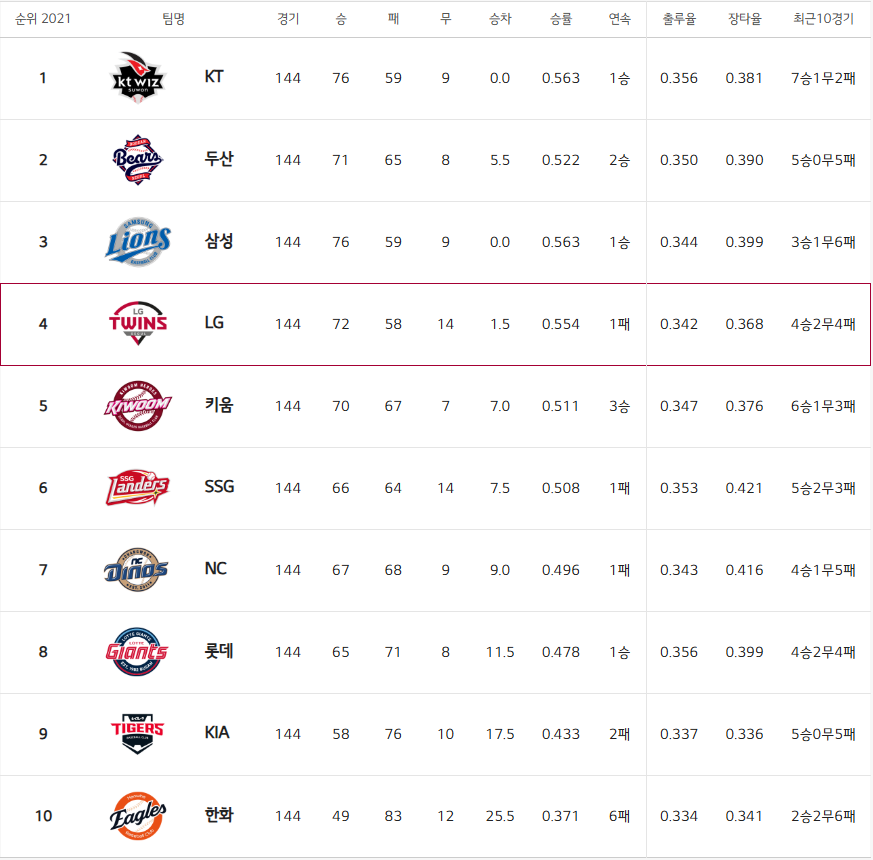 순위 2021 팀명 경기 승 패 무 승차 승률 연속 출루율 장타율 최근10경기
1 kt wiz suwon KT 144 76 59 9 0.0 0.563 1승 0.356 0.381 7승1무2패
2 Bears 두산 144 71 65 8 5.5 0.522 2승 0.350 0.390 5승0무5패
3 SAMSUNG Lions 삼성 144 76 59 9 0.0 0.563 1승 0.344 0.399 3승1무6패
4 LG TWINS LG 144 72 58 14 1.5 0.554 1패 0.342 0.368 4승2무4패
5 KIWOOM HEROES KIWOOM 키움 144 70 67 7 7.0 0.511 3승 0.347 0.376 6승1무3패
6 SSG Landers SSG 144 66 64 14 7.5 0.508 1패 0.353 0.421 5승2무3패
7 NC DINOS NC 144 67 68 9 9.0 0.496 1패 0.343 0.416 4승1무5패
8 LOTTE GIANTS LOTTE Giants 롯데 144 65 71 8 11.5 0.478 1승 0.356 0.399 4승2무4패
9 KIA TIGERS KIA 144 58 76 10 17.5 0.433 2패 0.337 0.336 5승0무5패
10 Hanwha Eagles 한화 144 49 83 12 25.5 0.371 6패 0.334 0.341 2승2무6패